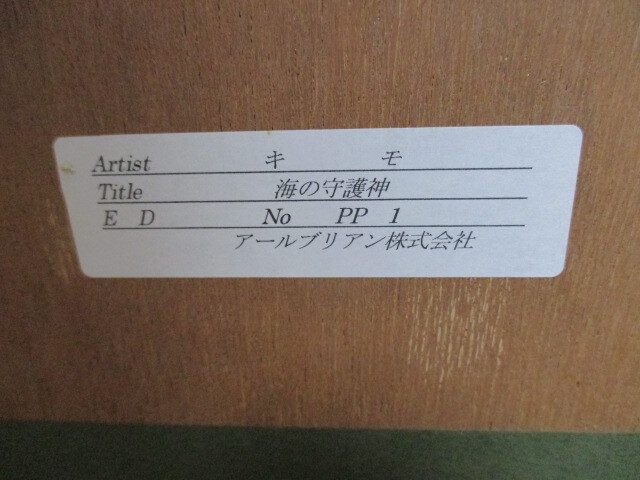 Artist キ モ
Title 海の守護神
E D No PP 1
アールブリアン株式会社